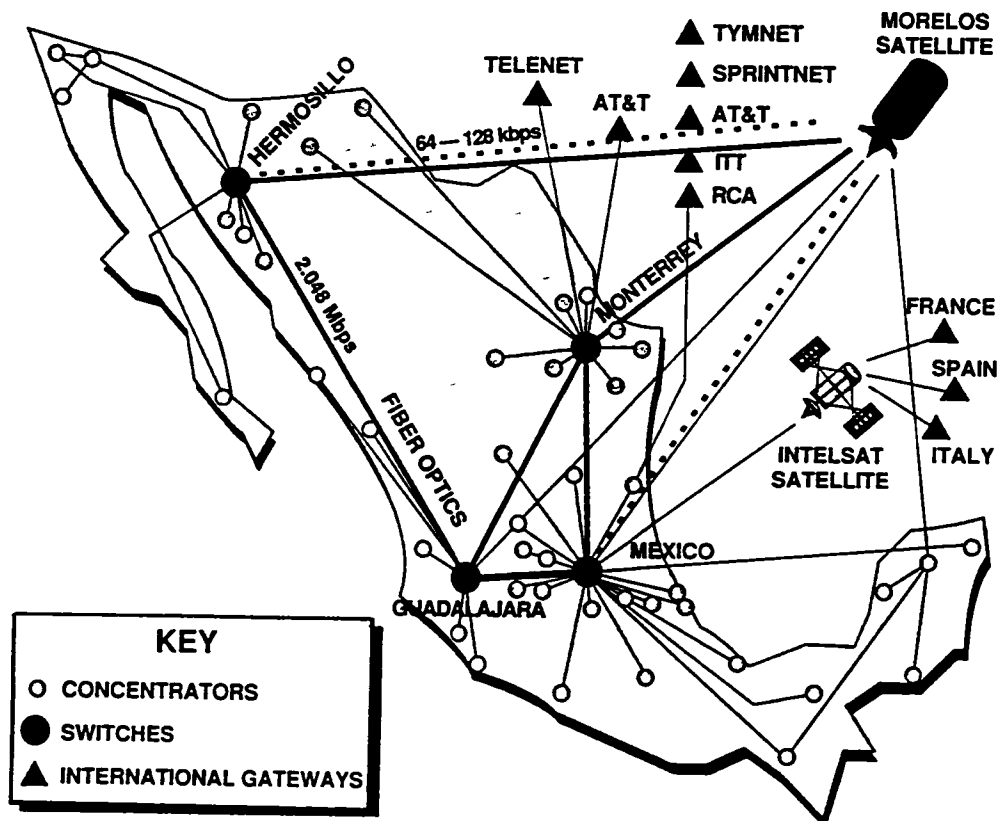 MORELOS
SATELLITE
TYMNET
SPRINTNET
TELENET
AT&T
AT&T
ITT
RCA
HERMOSILLO
64 — 128 kbps
2.048 Mbps
FIBER OPTICS
MONTERREY
FRANCE
SPAIN
ITALY
INTELSAT
SATELLITE
MEXICO
GUADALAJARA
KEY
CONCENTRATORS
SWITCHES
INTERNATIONAL GATEWAYS